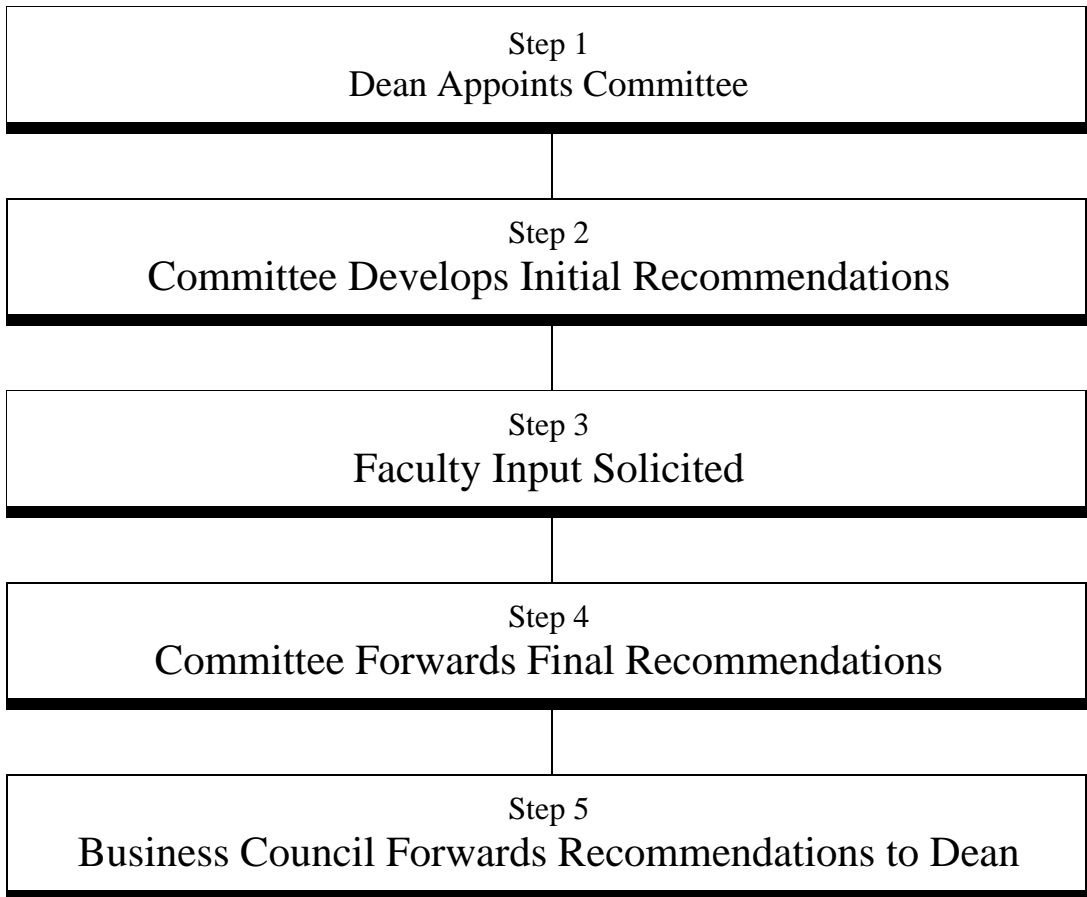 Step 1
Dean Appoints Committee
Step 2
Committee Develops Initial Recommendations
Step 3
Faculty Input Solicited
Step 4
Committee Forwards Final Recommendations
Step 5
Business Council Forwards Recommendations to Dean